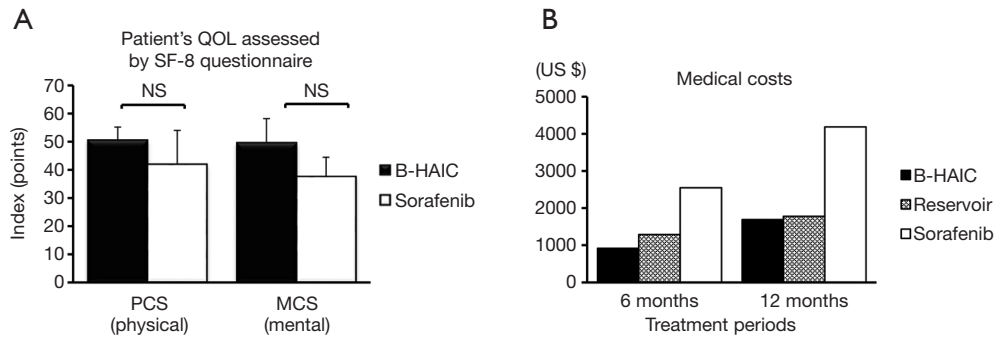 A
Patient's QOL assessed
by SF-8 questionnaire
70
60
50
40
30
20
10
0
Index (points)
NS
NS
B-HAIC
Sorafenib
PCS
(physical)
MCS
(mental)
B
(US $)
Medical costs
5000
4000
3000
2000
1000
0
B-HAIC
Reservoir
Sorafenib
6 months
12 months
Treatment periods